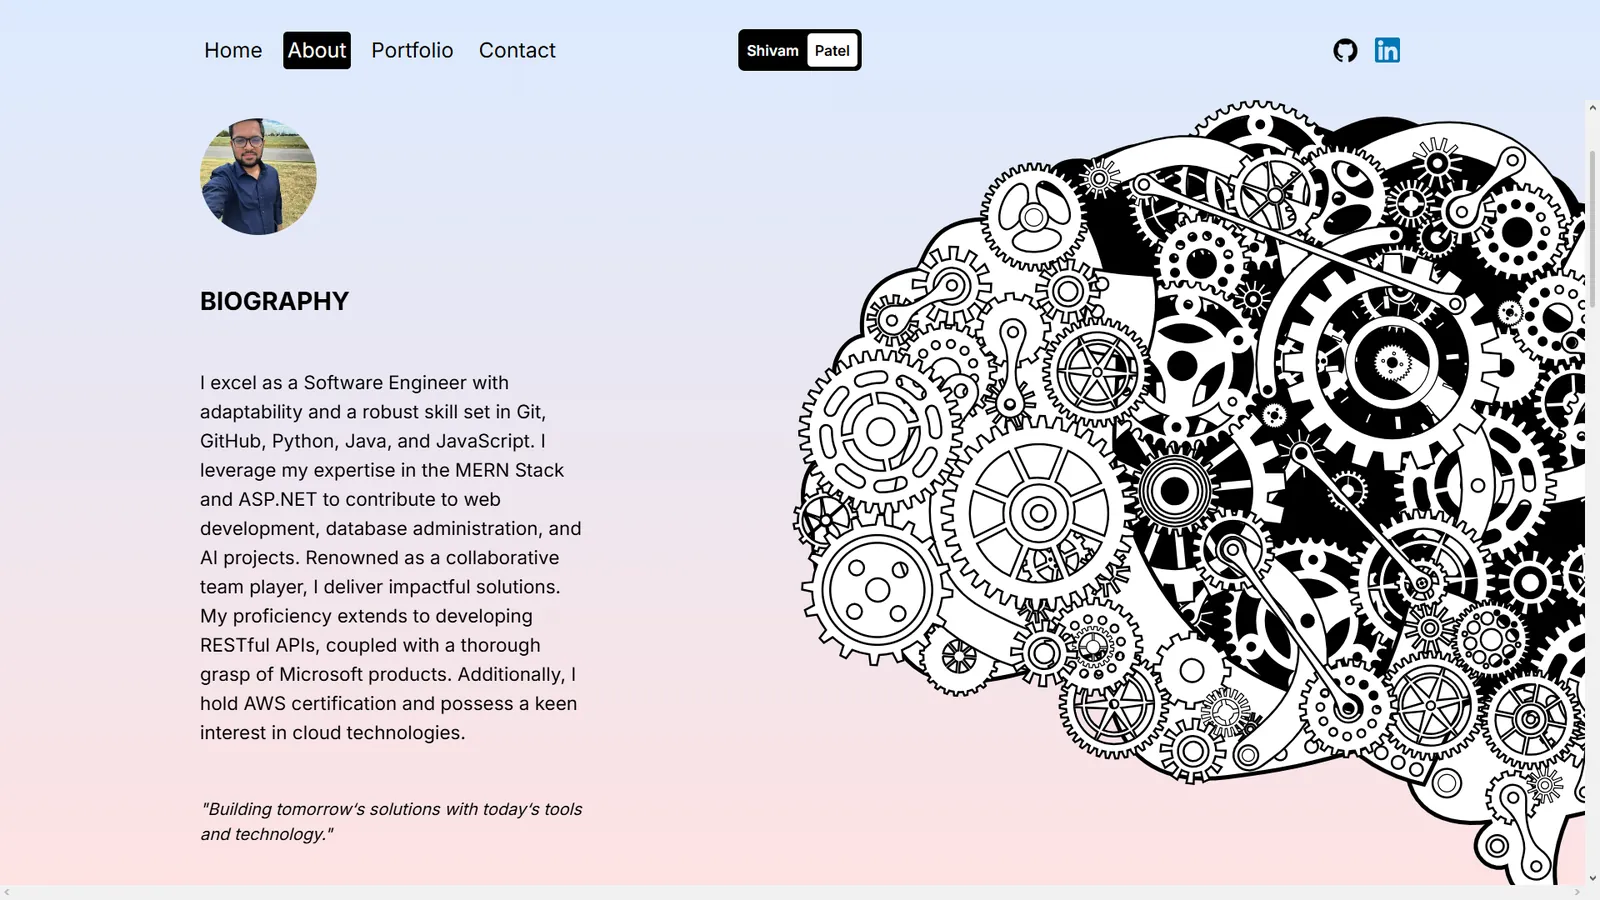 Home About Portfolio Contact Shivam Patel in
BIOGRAPHY
I excel as a Software Engineer with
adaptability and a robust skill set in Git,
GitHub, Python, Java, and JavaScript. I
leverage my expertise in the MERN Stack
and ASP.NET to contribute to web
development, database administration, and
AI projects. Renowned as a collaborative
team player, I deliver impactful solutions.
My proficiency extends to developing
RESTful APIs, coupled with a thorough
grasp of Microsoft products. Additionally, I
hold AWS certification and possess a keen
interest in cloud technologies.
"Building tomorrow's solutions with today's tools
and technology."